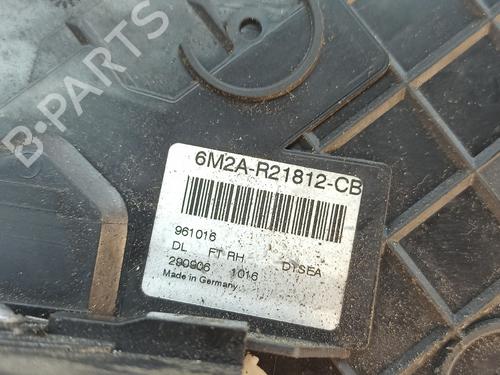 B-PARTS
6M2A-R21812-CB
961016
DL FT RH DYSEA
290906 1016
Made in Germany